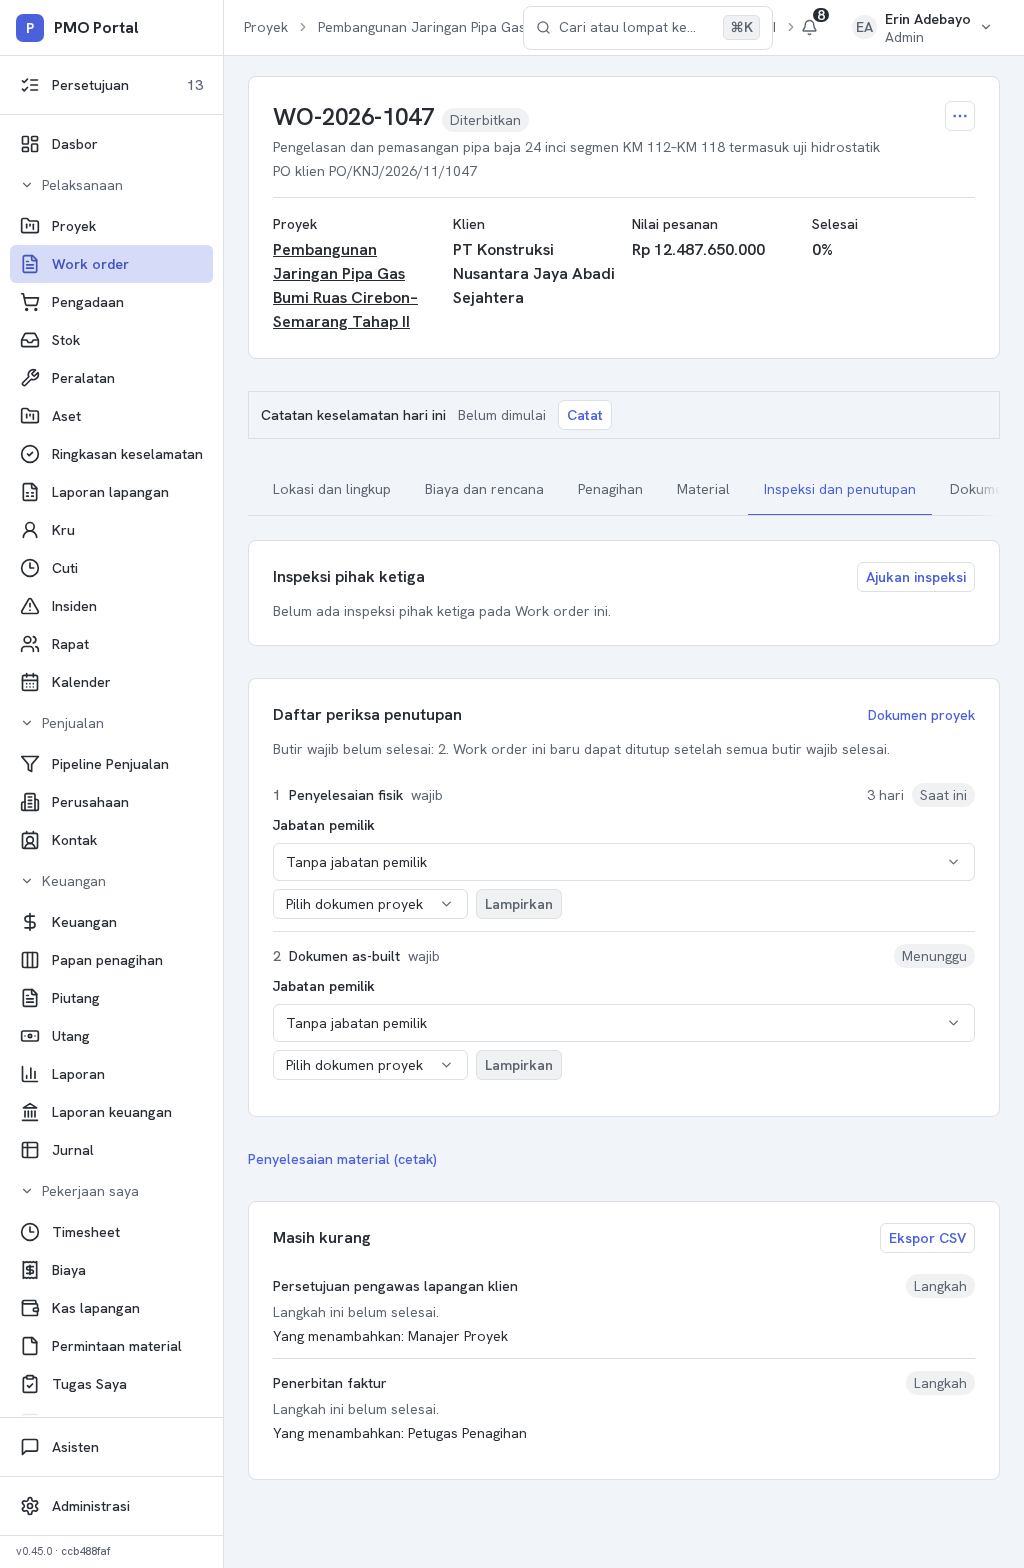 P PMO Portal
Proyek > Pembangunan Jaringan Pipa Gas
Cari atau lompat ke... ⌘K
8
EA Erin Adebayo
Admin
Persetujuan 13
Dasbor
Pelaksanaan
Proyek
Work order
Pengadaan
Stok
Peralatan
Aset
Ringkasan keselamatan
Laporan lapangan
Kru
Cuti
Insiden
Rapat
Kalender
Penjualan
Pipeline Penjualan
Perusahaan
Kontak
Keuangan
Keuangan
Papan penagihan
Piutang
Utang
Laporan
Laporan keuangan
Jurnal
Pekerjaan saya
Timesheet
Biaya
Kas lapangan
Permintaan material
Tugas Saya
Asisten
Administrasi
v0.45.0 · ccb488faf
WO-2026-1047 Diterbitkan
Pengelasan dan pemasangan pipa baja 24 inci segmen KM 112–KM 118 termasuk uji hidrostatik
PO klien PO/KNJ/2026/11/1047
Proyek
Pembangunan
Jaringan Pipa Gas
Bumi Ruas Cirebon–
Semarang Tahap II
Klien
PT Konstruksi
Nusantara Jaya Abadi
Sejahtera
Nilai pesanan
Rp 12.487.650.000
Selesai
0%
Catatan keselamatan hari ini Belum dimulai Catat
Lokasi dan lingkup Biaya dan rencana Penagihan Material Inspeksi dan penutupan
Inspeksi pihak ketiga Ajukan inspeksi
Belum ada inspeksi pihak ketiga pada Work order ini.
Daftar periksa penutupan Dokumen proyek
Butir wajib belum selesai: 2. Work order ini baru dapat ditutup setelah semua butir wajib selesai.
1 Penyelesaian fisik wajib 3 hari Saat ini
Jabatan pemilik
Tanpa jabatan pemilik
Pilih dokumen proyek Lampirkan
2 Dokumen as-built wajib Menunggu
Jabatan pemilik
Tanpa jabatan pemilik
Pilih dokumen proyek Lampirkan
Penyelesaian material (cetak)
Masih kurang Ekspor CSV
Persetujuan pengawas lapangan klien Langkah
Langkah ini belum selesai.
Yang menambahkan: Manajer Proyek
Penerbitan faktur Langkah
Langkah ini belum selesai.
Yang menambahkan: Petugas Penagihan